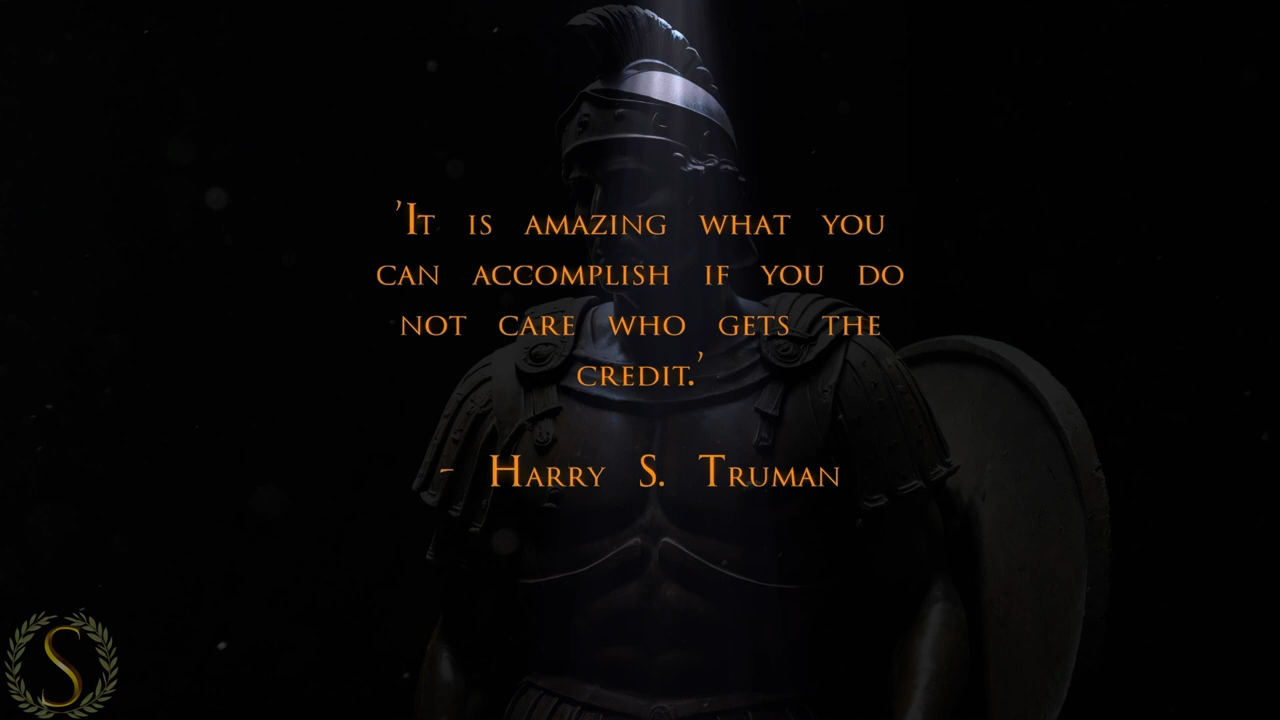 'It is amazing what you
can accomplish if you do
not care who gets the
credit.'
- Harry S. Truman
S